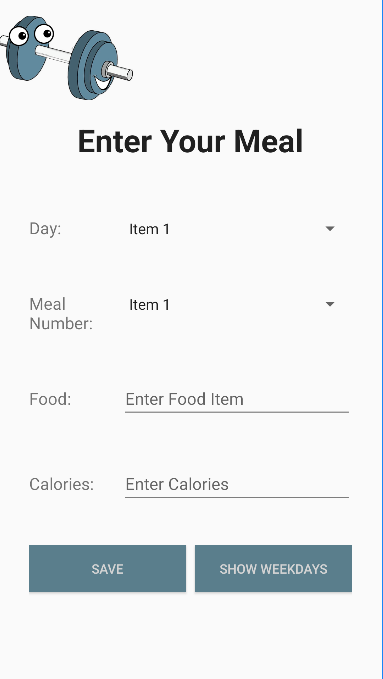 Enter Your Meal
Day:
Item 1
Meal
Number:
Item 1
Food:
Enter Food Item
Calories:
Enter Calories
SAVE
SHOW WEEKDAYS